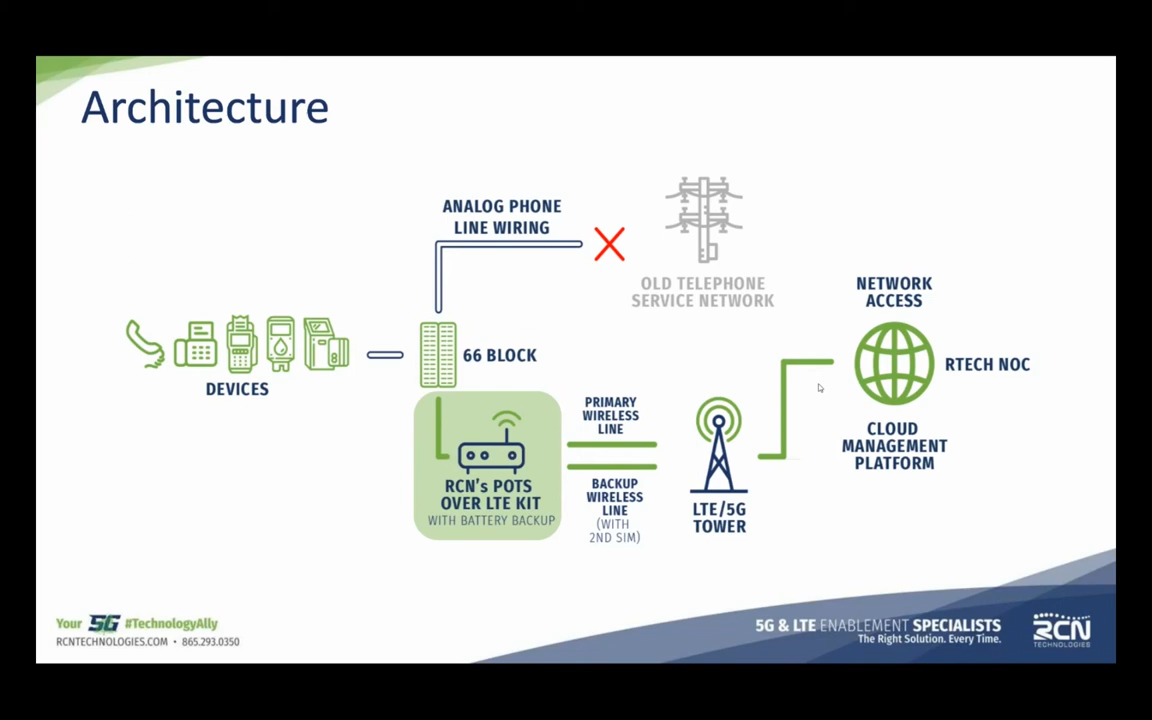 Architecture
ANALOG PHONE
LINE WIRING
OLD TELEPHONE
SERVICE NETWORK
NETWORK
ACCESS
66 BLOCK
RTECH NOC
DEVICES
PRIMARY
WIRELESS
LINE
CLOUD
MANAGEMENT
PLATFORM
RCN's POTS
OVER LTE KIT
WITH BATTERY BACKUP
BACKUP
WIRELESS
LINE
(WITH
2ND SIM)
LTE/5G
TOWER
Your 5G #TechnologyAlly
RCNTECHNOLOGIES.COM • 865.293.0350
5G & LTE ENABLEMENT SPECIALISTS
The Right Solution. Every Time.
RCN
TECHNOLOGIES